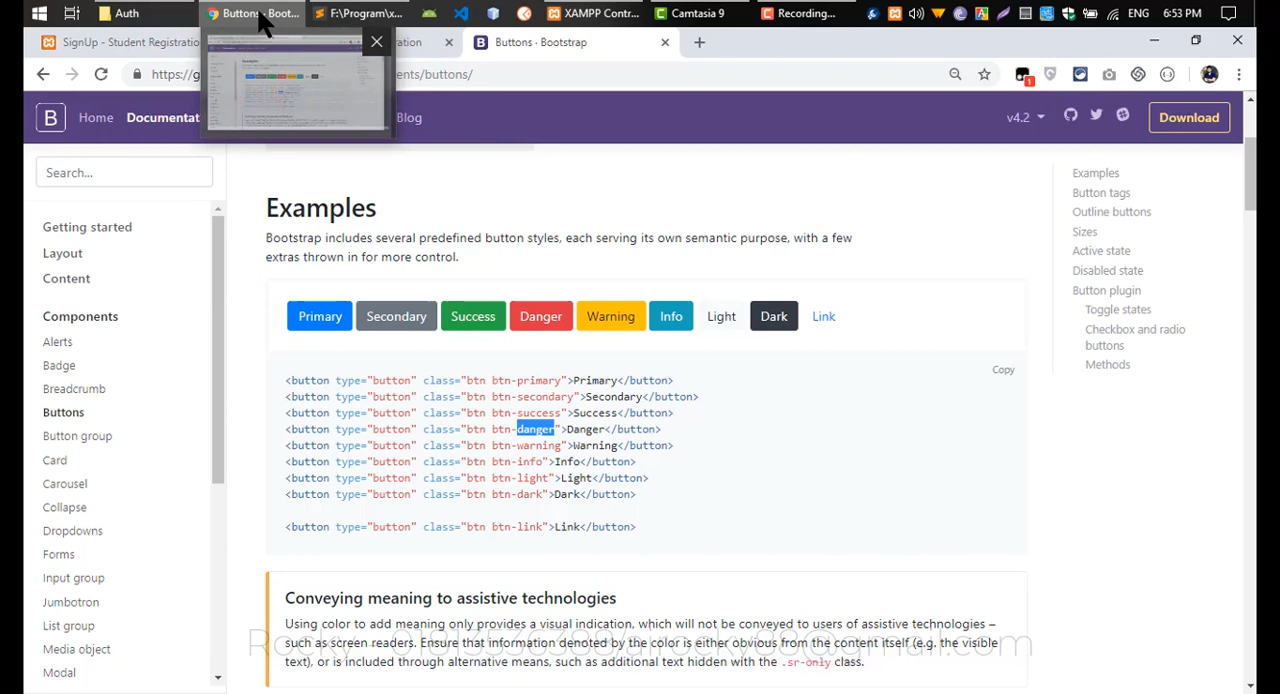 Auth
Buttons · Boot...
F:\Program\x...
XAMPP Contr...
Camtasia 9
Recording...
ENG
6:53 PM
SignUp - Student Registratio
ration
Buttons · Bootstrap
https://g
ents/buttons/
1
B
Home
Documentat
Blog
v4.2
Download
Search...
Getting started
Layout
Content
Components
Alerts
Badge
Breadcrumb
Buttons
Button group
Card
Carousel
Collapse
Dropdowns
Forms
Input group
Jumbotron
List group
Media object
Modal
Examples
Bootstrap includes several predefined button styles, each serving its own semantic purpose, with a few
extras thrown in for more control.
Primary Secondary Success Danger Warning Info Light Dark Link
Copy
<button type="button" class="btn btn-primary">Primary</button>
<button type="button" class="btn btn-secondary">Secondary</button>
<button type="button" class="btn btn-success">Success</button>
<button type="button" class="btn btn-danger">Danger</button>
<button type="button" class="btn btn-warning">Warning</button>
<button type="button" class="btn btn-info">Info</button>
<button type="button" class="btn btn-light">Light</button>
<button type="button" class="btn btn-dark">Dark</button>
<button type="button" class="btn btn-link">Link</button>
Conveying meaning to assistive technologies
Using color to add meaning only provides a visual indication, which will not be conveyed to users of assistive technologies –
such as screen readers. Ensure that information denoted by the color is either obvious from the content itself (e.g. the visible
text), or is included through alternative means, such as additional text hidden with the .sr-only class.
Examples
Button tags
Outline buttons
Sizes
Active state
Disabled state
Button plugin
Toggle states
Checkbox and radio
buttons
Methods